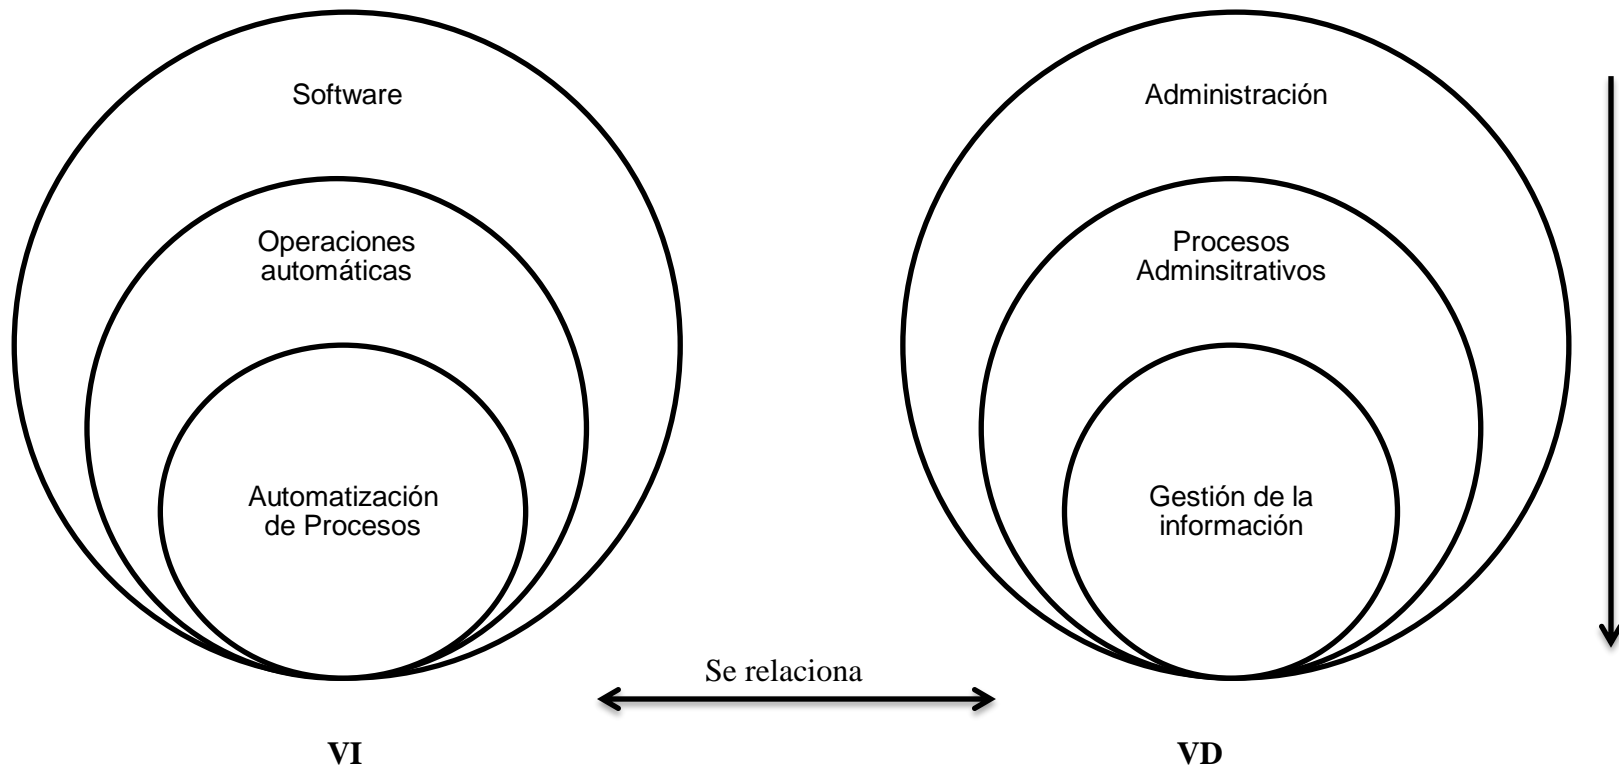 Software
Operaciones
automáticas
Automatización
de Procesos
Administración
Procesos
Adminsitrativos
Gestión de la
información
Se relaciona
VI
VD